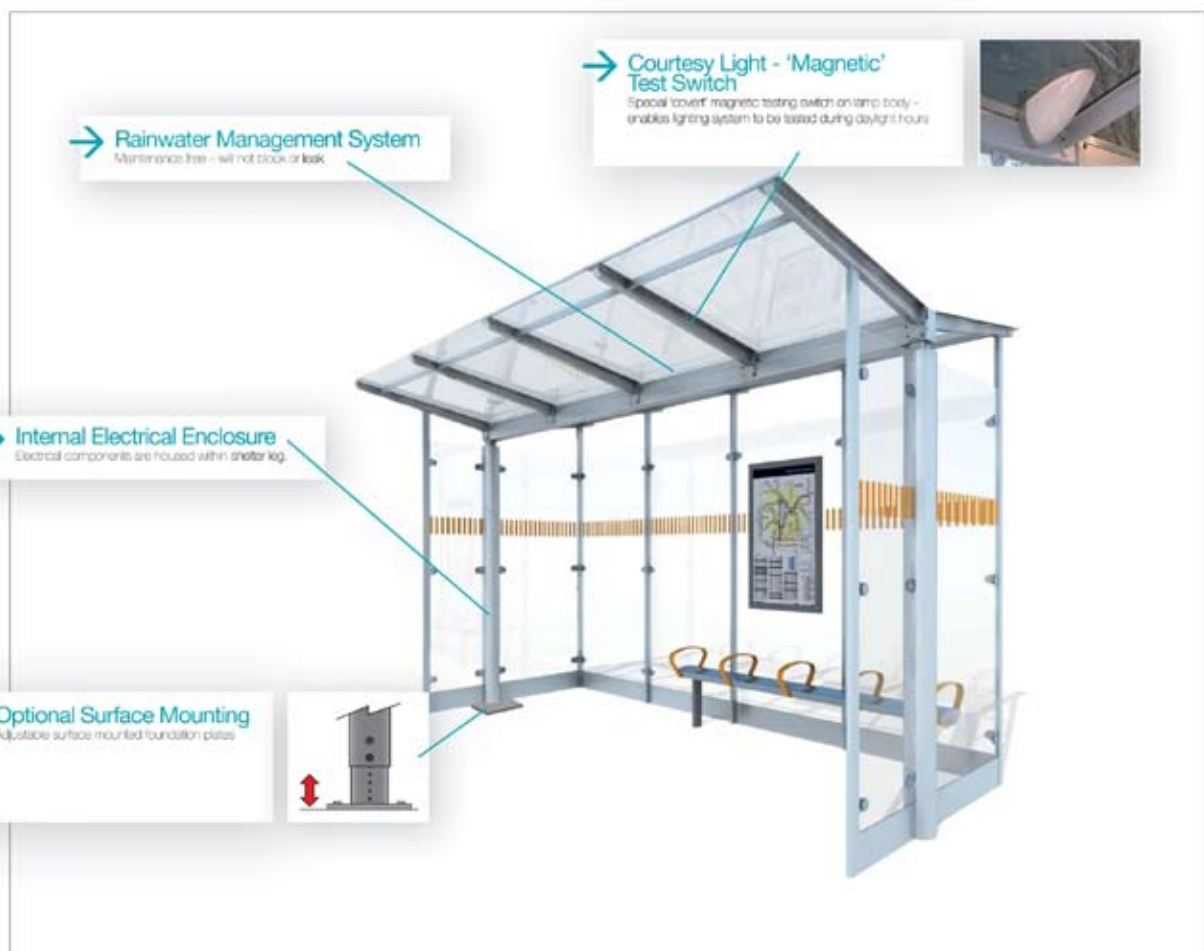 Courtesy Light - 'Magnetic'
Test Switch
Special 'covert' magnetic testing switch on lamp body -
enables lighting system to be tested during daylight hours
Rainwater Management System
Maintenance free - will not block or leak
Internal Electrical Enclosure
Electrical components are housed within shelter leg.
Optional Surface Mounting
Adjustable surface mounted foundation plates